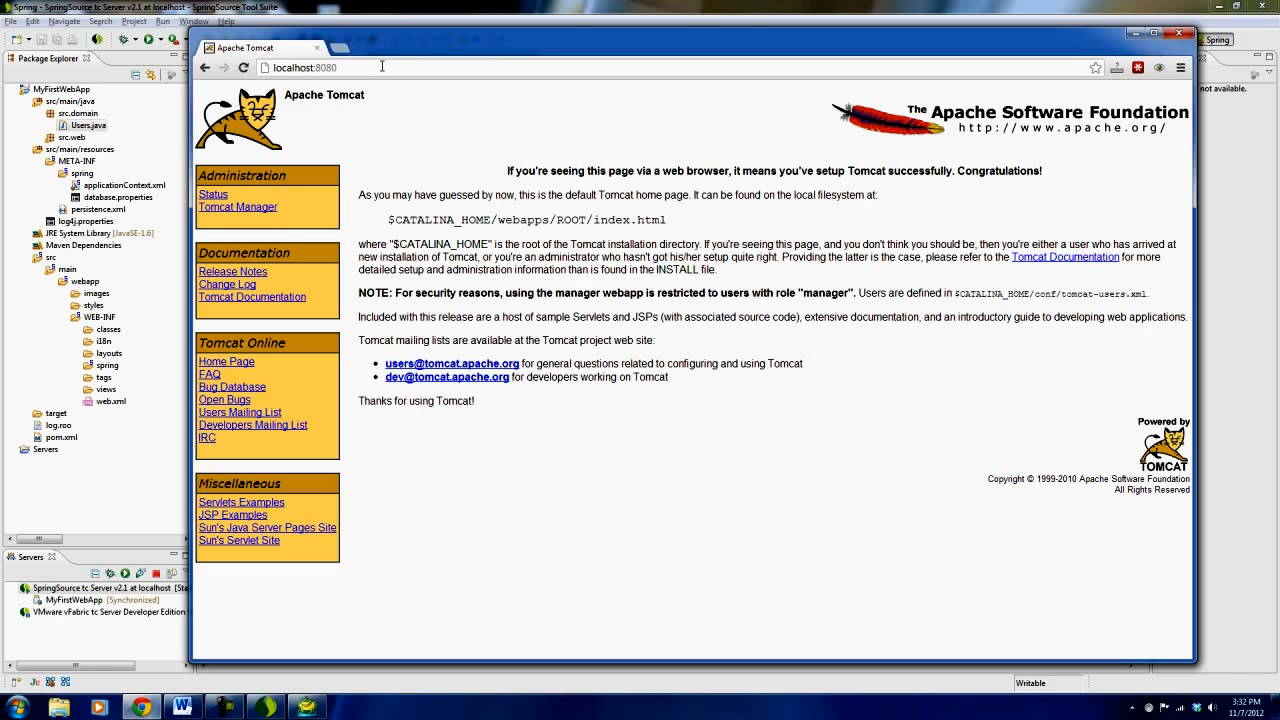 Spring - SpringSource tc Server v2.1 at localhost - SpringSource Tool Suite
File Edit Navigate Search Project Run Window Help
Spring
Package Explorer
MyFirstWebApp
src/main/java
src.domain
Users.java
src.web
src/main/resources
META-INF
spring
applicationContext.xml
database.properties
persistence.xml
log4j.properties
JRE System Library [JavaSE-1.6]
Maven Dependencies
src
main
webapp
images
styles
WEB-INF
classes
i18n
layouts
spring
tags
views
web.xml
target
log.roo
pom.xml
Servers
Servers
SpringSource tc Server v2.1 at localhost [Sta
MyFirstWebApp [Synchronized]
VMware vFabric tc Server Developer Edition
Apache Tomcat
localhost:8080
Apache Tomcat
The Apache Software Foundation
http://www.apache.org/
Administration
Status
Tomcat Manager
Documentation
Release Notes
Change Log
Tomcat Documentation
Tomcat Online
Home Page
FAQ
Bug Database
Open Bugs
Users Mailing List
Developers Mailing List
IRC
Miscellaneous
Servlets Examples
JSP Examples
Sun's Java Server Pages Site
Sun's Servlet Site
If you're seeing this page via a web browser, it means you've setup Tomcat successfully. Congratulations!
As you may have guessed by now, this is the default Tomcat home page. It can be found on the local filesystem at:
$CATALINA_HOME/webapps/ROOT/index.html
where "$CATALINA_HOME" is the root of the Tomcat installation directory. If you're seeing this page, and you don't think you should be, then you're either a user who has arrived at
new installation of Tomcat, or you're an administrator who hasn't got his/her setup quite right. Providing the latter is the case, please refer to the Tomcat Documentation for more
detailed setup and administration information than is found in the INSTALL file.
NOTE: For security reasons, using the manager webapp is restricted to users with role "manager". Users are defined in $CATALINA_HOME/conf/tomcat-users.xml.
Included with this release are a host of sample Servlets and JSPs (with associated source code), extensive documentation, and an introductory guide to developing web applications.
Tomcat mailing lists are available at the Tomcat project web site:
• users@tomcat.apache.org for general questions related to configuring and using Tomcat
• dev@tomcat.apache.org for developers working on Tomcat
Thanks for using Tomcat!
Powered by
TOMCAT
Copyright © 1999-2010 Apache Software Foundation
All Rights Reserved
not available.
Writable
3:32 PM
11/7/2012